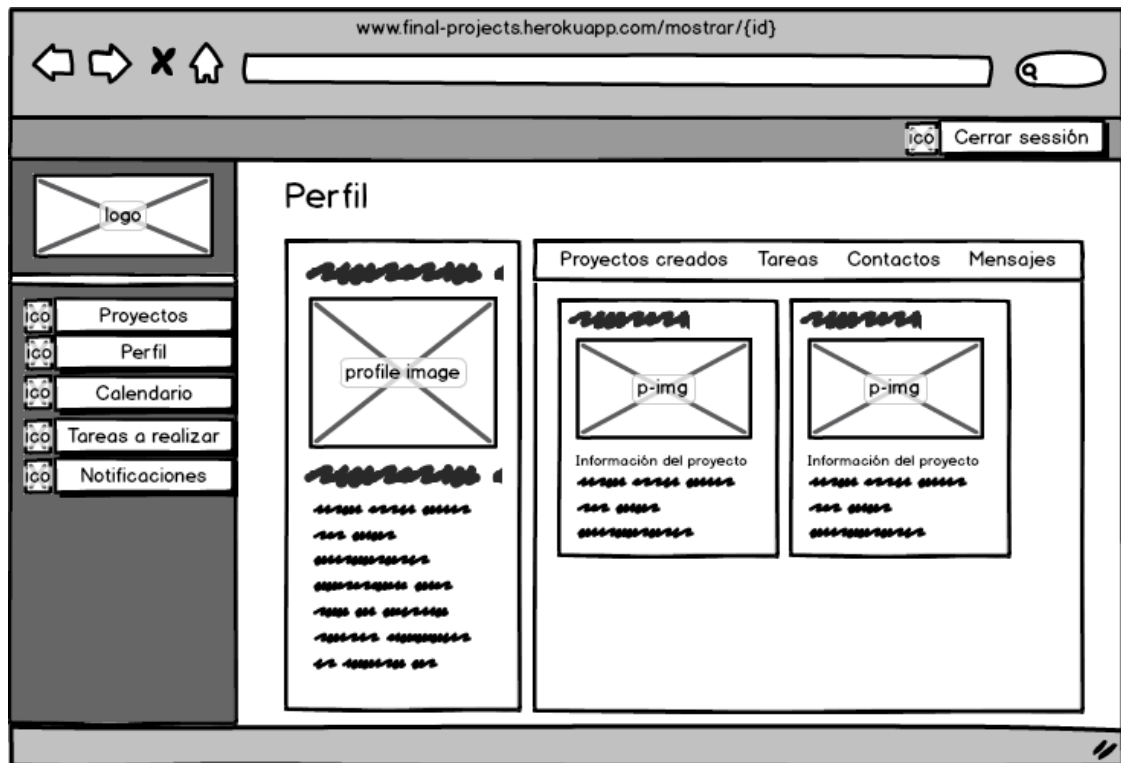 www.final-projects.herokuapp.com/mostrar/{id}
ico Cerrar sessión
logo
Perfil
Proyectos creados Tareas Contactos Mensajes
ico Proyectos
ico Perfil
ico Calendario
ico Tareas a realizar
ico Notificaciones
profile image
p-img
Información del proyecto
p-img
Información del proyecto